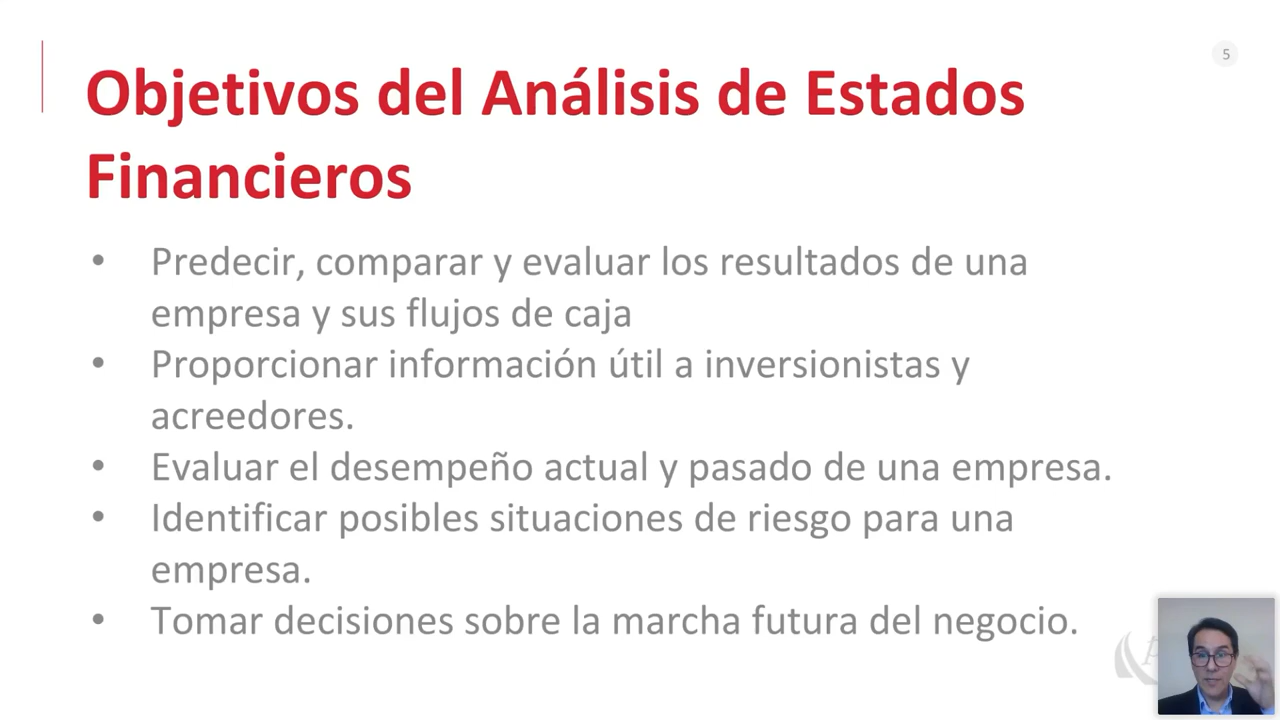 5
Objetivos del Análisis de Estados
Financieros
• Predecir, comparar y evaluar los resultados de una
empresa y sus flujos de caja
• Proporcionar información útil a inversionistas y
acreedores.
• Evaluar el desempeño actual y pasado de una empresa.
• Identificar posibles situaciones de riesgo para una
empresa.
• Tomar decisiones sobre la marcha futura del negocio.